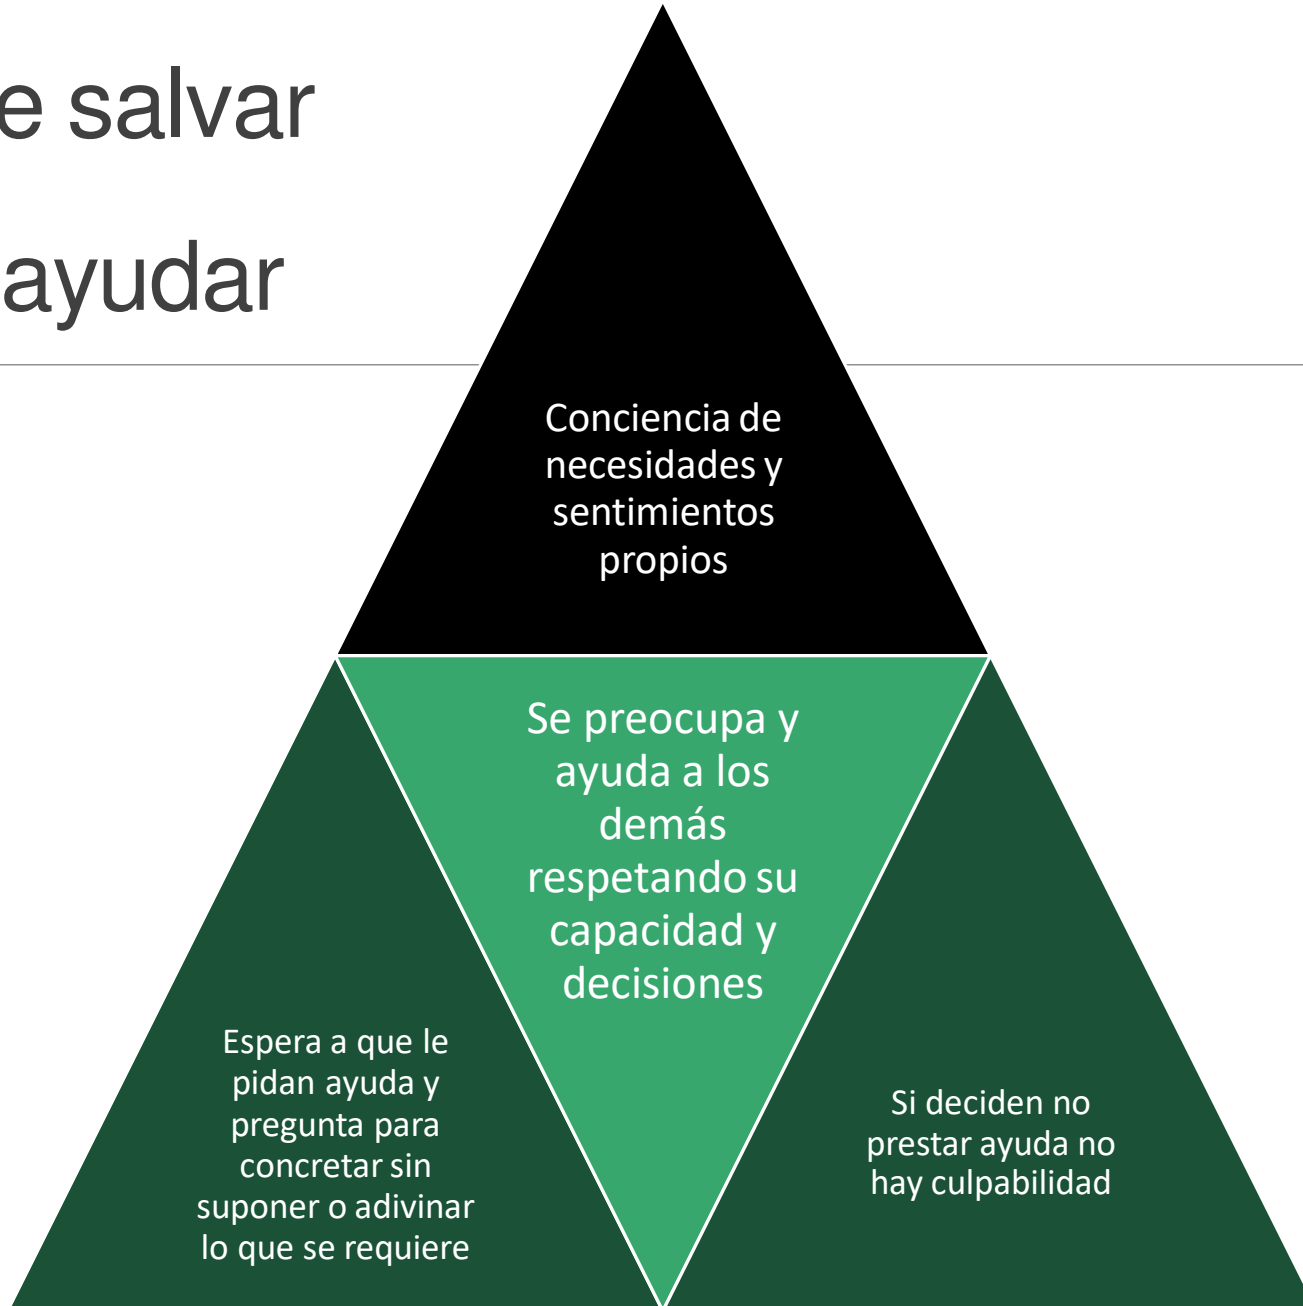 e salvar
ayudar
Conciencia de
necesidades y
sentimientos
propios
Se preocupa y
ayuda a los
demás
respetando su
capacidad y
decisiones
Espera a que le
pidan ayuda y
pregunta para
concretar sin
suponer o adivinar
lo que se requiere
Si deciden no
prestar ayuda no
hay culpabilidad